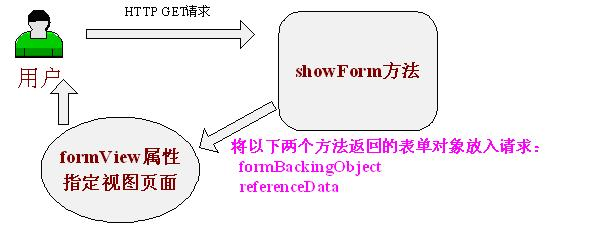 HTTP GET请求
用户
showForm方法
formView属性
指定视图页面
将以下两个方法返回的表单对象放入请求：
formBackingObject
referenceData